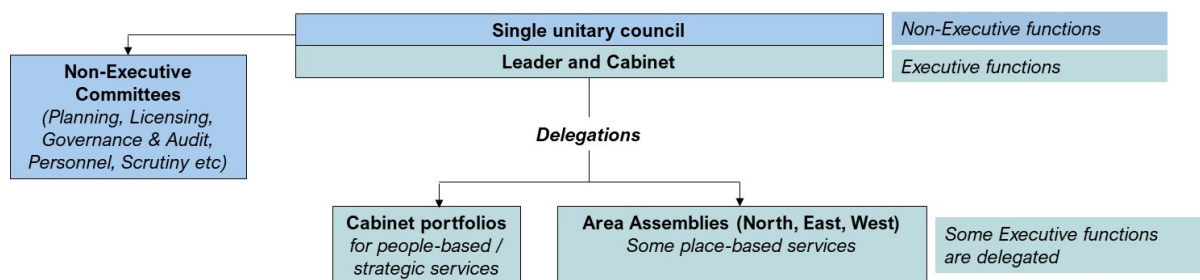 Single unitary council
Non-Executive functions
Leader and Cabinet
Executive functions
Non-Executive
Committees
(Planning, Licensing,
Governance & Audit,
Personnel, Scrutiny etc)
Delegations
Cabinet portfolios
for people-based /
strategic services
Area Assemblies (North, East, West)
Some place-based services
Some Executive functions
are delegated